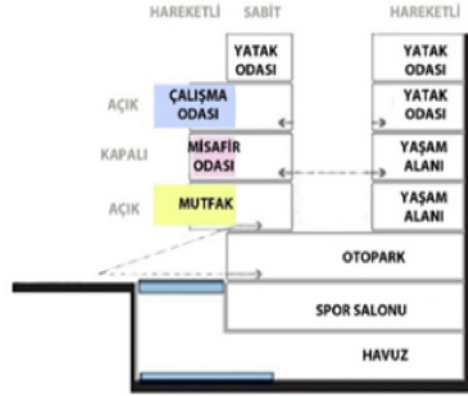 HAREKETLİ SABİT HAREKETLİ
YATAK
ODASI
YATAK
ODASI
AÇIK
ÇALIŞMA
ODASI
YATAK
ODASI
KAPALI
MİSAFİR
ODASI
YAŞAM
ALANI
AÇIK
MUTFAK
YAŞAM
ALANI
OTOPARK
SPOR SALONU
HAVUZ